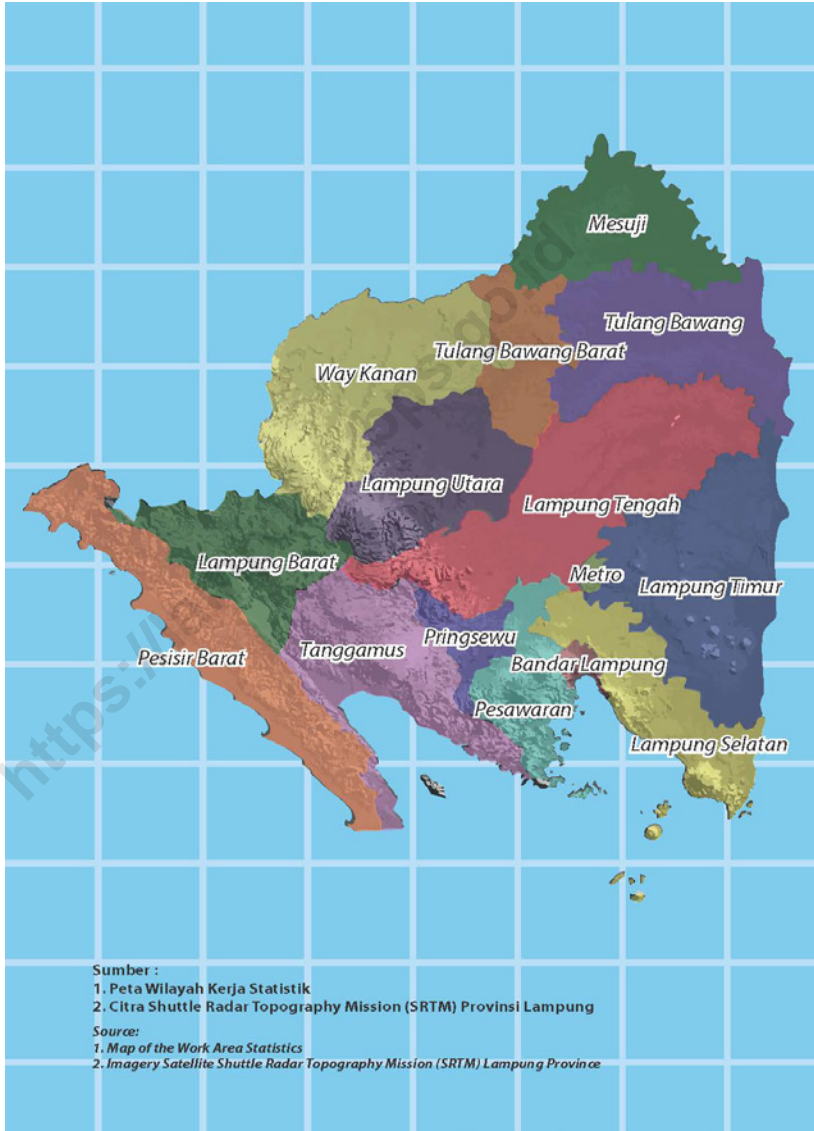 Mesuji
Tulang Bawang
Tulang Bawang Barat
Way Kanan
Lampung Utara
Lampung Tengah
Lampung Barat
Metro
Lampung Timur
Pringsewu
Tanggamus
Pesisir Barat
Bandar Lampung
Pesawaran
Lampung Selatan
Sumber :
1. Peta Wilayah Kerja Statistik
2. Citra Shuttle Radar Topography Mission (SRTM) Provinsi Lampung
Source:
1. Map of the Work Area Statistics
2. Imagery Satellite Shuttle Radar Topography Mission (SRTM) Lampung Province